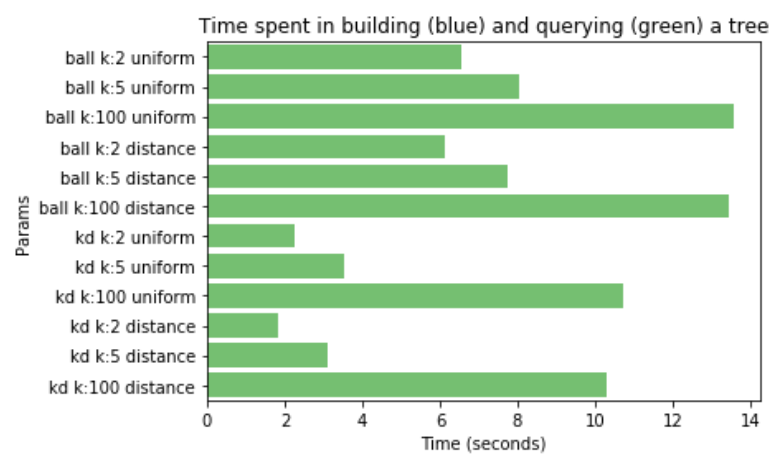 Time spent in building (blue) and querying (green) a tree
ball k:2 uniform
ball k:5 uniform
ball k:100 uniform
ball k:2 distance
ball k:5 distance
ball k:100 distance
kd k:2 uniform
kd k:5 uniform
kd k:100 uniform
kd k:2 distance
kd k:5 distance
kd k:100 distance
Params
0 2 4 6 8 10 12 14
Time (seconds)